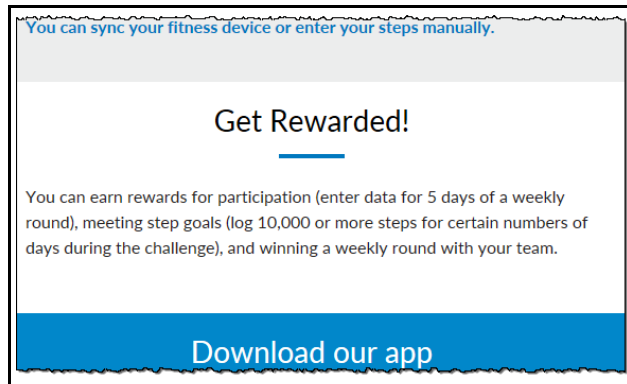 You can sync your fitness device or enter your steps manually.
Get Rewarded!
You can earn rewards for participation (enter data for 5 days of a weekly
round), meeting step goals (log 10,000 or more steps for certain numbers of
days during the challenge), and winning a weekly round with your team.
Download our app